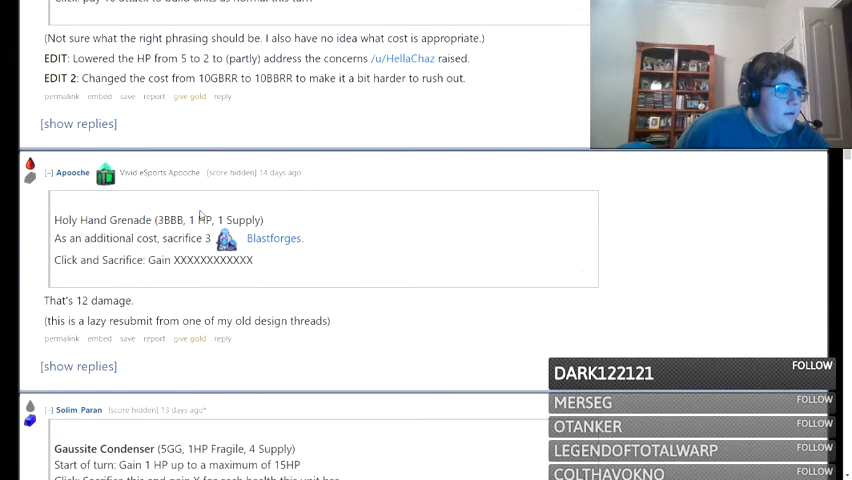 (Not sure what the right phrasing should be. I also have no idea what cost is appropriate.)
EDIT: Lowered the HP from 5 to 2 to (partly) address the concerns /u/HellaChaz raised.
EDIT 2: Changed the cost from 10GBRR to 10BBRR to make it a bit harder to rush out.
permalink embed save report give gold reply
[show replies]
[–] Apooche Vivid eSports Apooche [score hidden] 14 days ago
Holy Hand Grenade (3BBB, 1 HP, 1 Supply)
As an additional cost, sacrifice 3 Blastforges.
Click and Sacrifice: Gain XXXXXXXXXXXX
That's 12 damage.
(this is a lazy resubmit from one of my old design threads)
permalink embed save report give gold reply
[show replies]
DARK122121 FOLLOW
MERSEG FOLLOW
OTANKER FOLLOW
LEGENDOFTOTALWARP FOLLOW
COLTHAVOKNO FOLLOW
[–] Solim_Paran [score hidden] 13 days ago*
Gaussite Condenser (5GG, 1HP Fragile, 4 Supply)
Start of turn: Gain 1 HP up to a maximum of 15HP